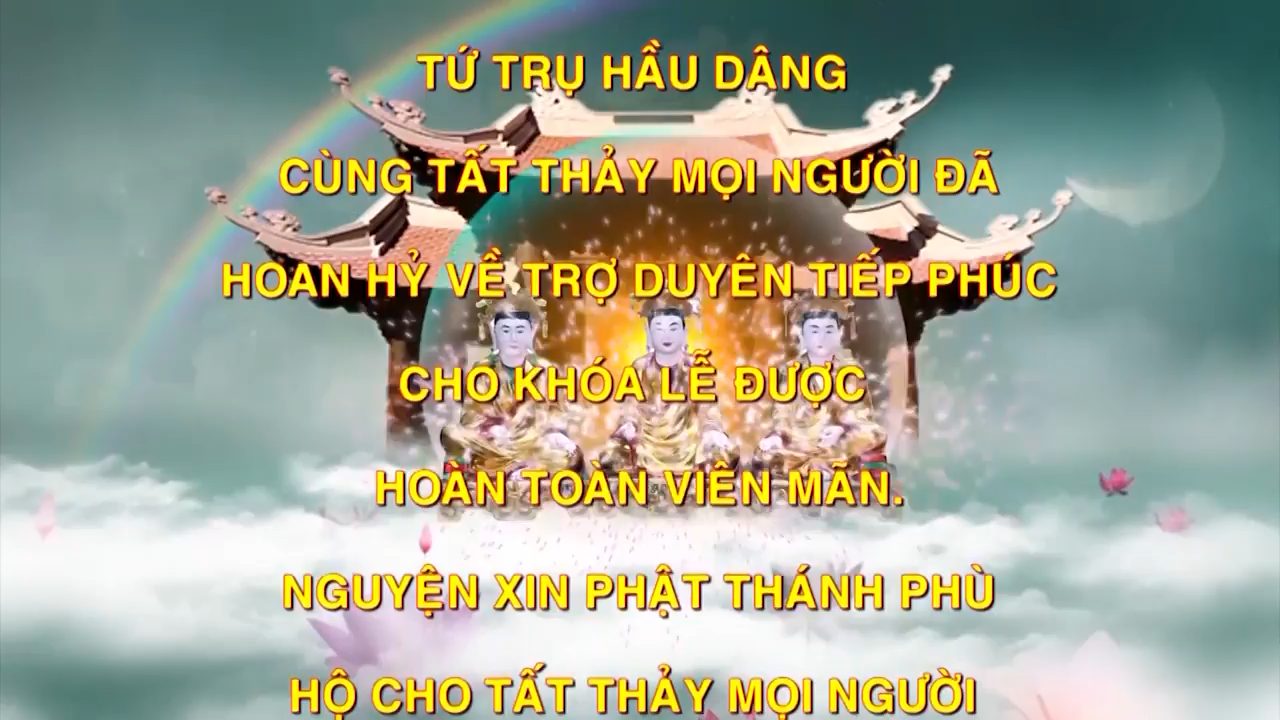 TỨ TRỤ HẦU DÂNG
CÙNG TẤT THẢY MỌI NGƯỜI ĐÃ
HOAN HỶ VỀ TRỢ DUYÊN TIẾP PHÚC
CHO KHÓA LỄ ĐƯỢC
HOÀN TOÀN VIÊN MÃN.
NGUYỆN XIN PHẬT THÁNH PHÙ
HỘ CHO TẤT THẢY MỌI NGƯỜI